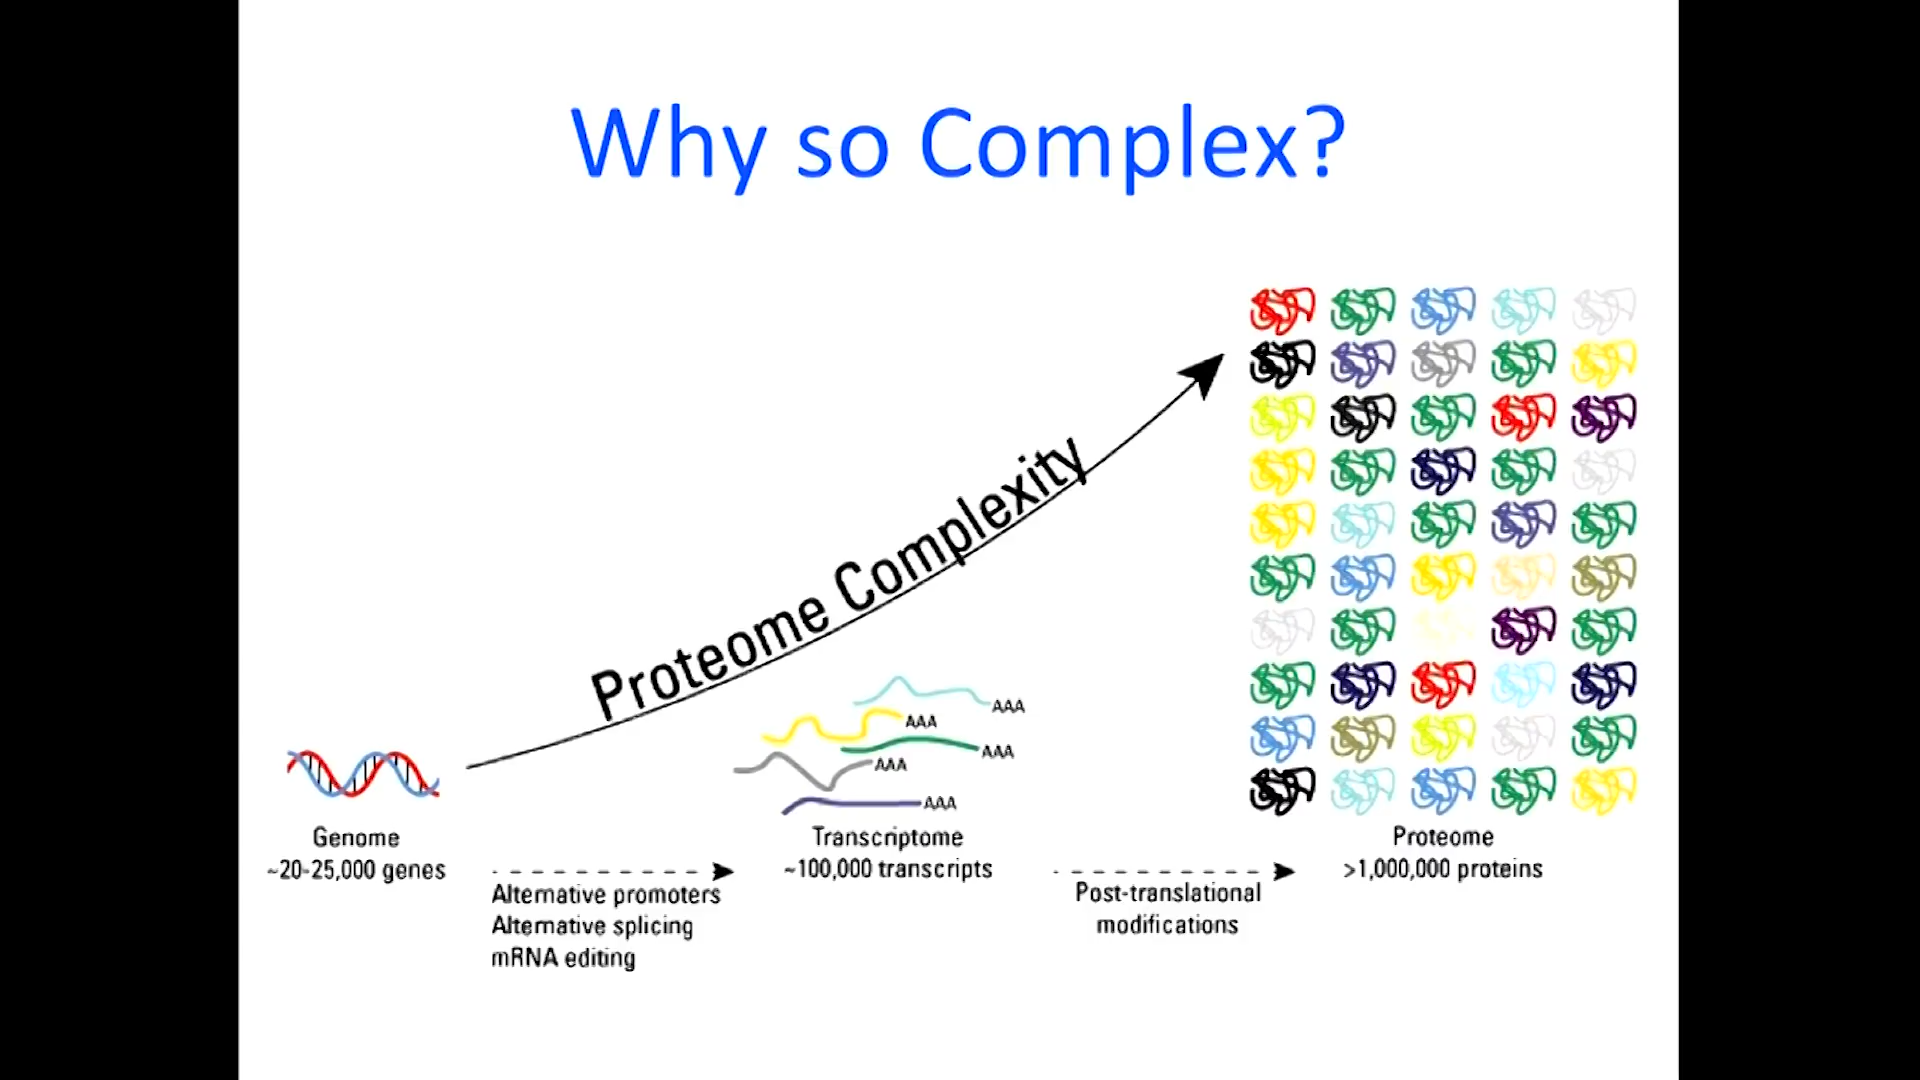 Why so Complex?
Proteome Complexity
AAA
AAA
AAA
AAA
AAA
Genome
~20-25,000 genes
Alternative promoters
Alternative splicing
mRNA editing
Transcriptome
~100,000 transcripts
Post-translational
modifications
Proteome
>1,000,000 proteins